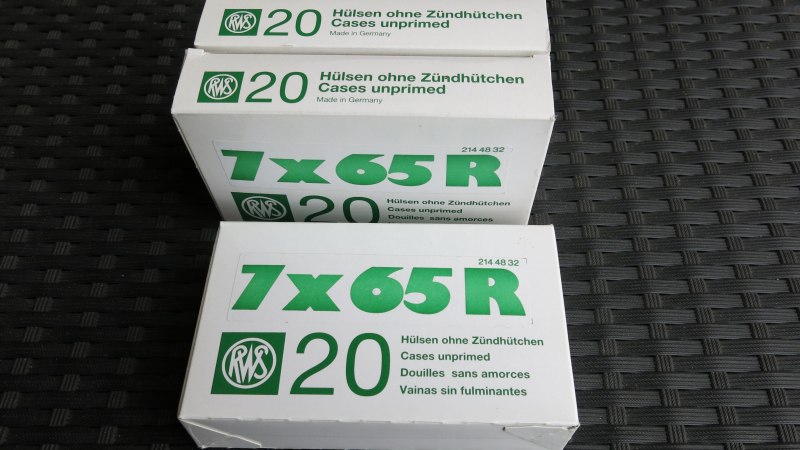 RWS 20 Hülsen ohne Zündhütchen
Cases unprimed
Made in Germany
RWS 20 Hülsen ohne Zündhütchen
Cases unprimed
Made in Germany
214 48 32
7x65R
RWS 20 Hülsen ohne Zündhütchen
Cases unprimed
Douilles sans amorces
214 48 32
7x65R
RWS 20 Hülsen ohne Zündhütchen
Cases unprimed
Douilles sans amorces
Vainas sin fulminantes